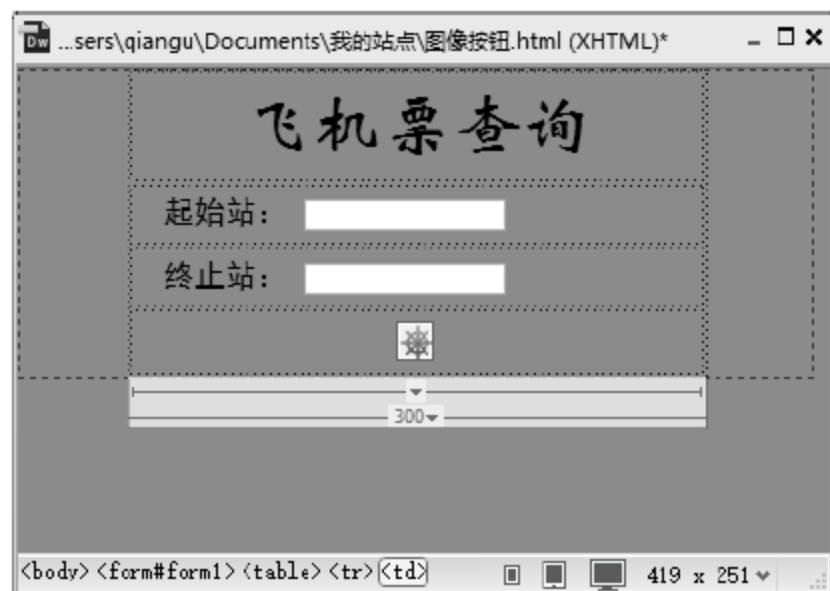 Dw ...sers\qiangu\Documents\我的站点\图像按钮.html (XHTML)*
飞机票查询
起始站：
终止站：
300
<body> <form#form1> <table> <tr> <td> 419 x 251